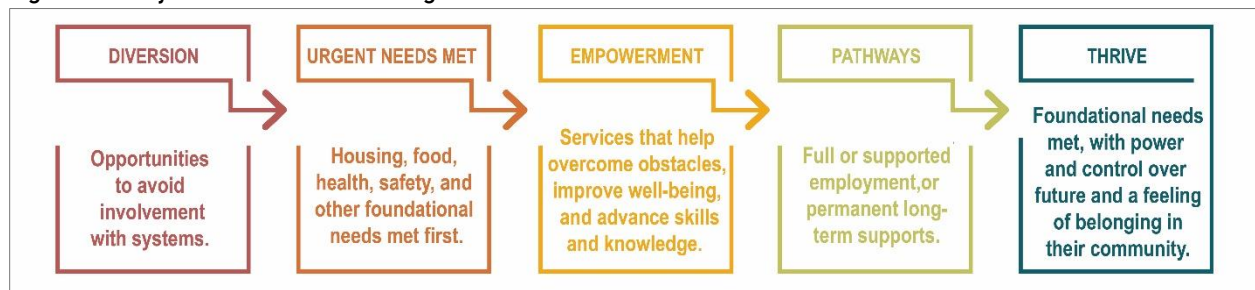 DIVERSION
Opportunities
to avoid
involvement
with systems.
URGENT NEEDS MET
Housing, food,
health, safety, and
other foundational
needs met first.
EMPOWERMENT
Services that help
overcome obstacles,
improve well-being,
and advance skills
and knowledge.
PATHWAYS
Full or supported
employment,or
permanent long-
term supports.
THRIVE
Foundational needs
met, with power
and control over
future and a feeling
of belonging in
their community.